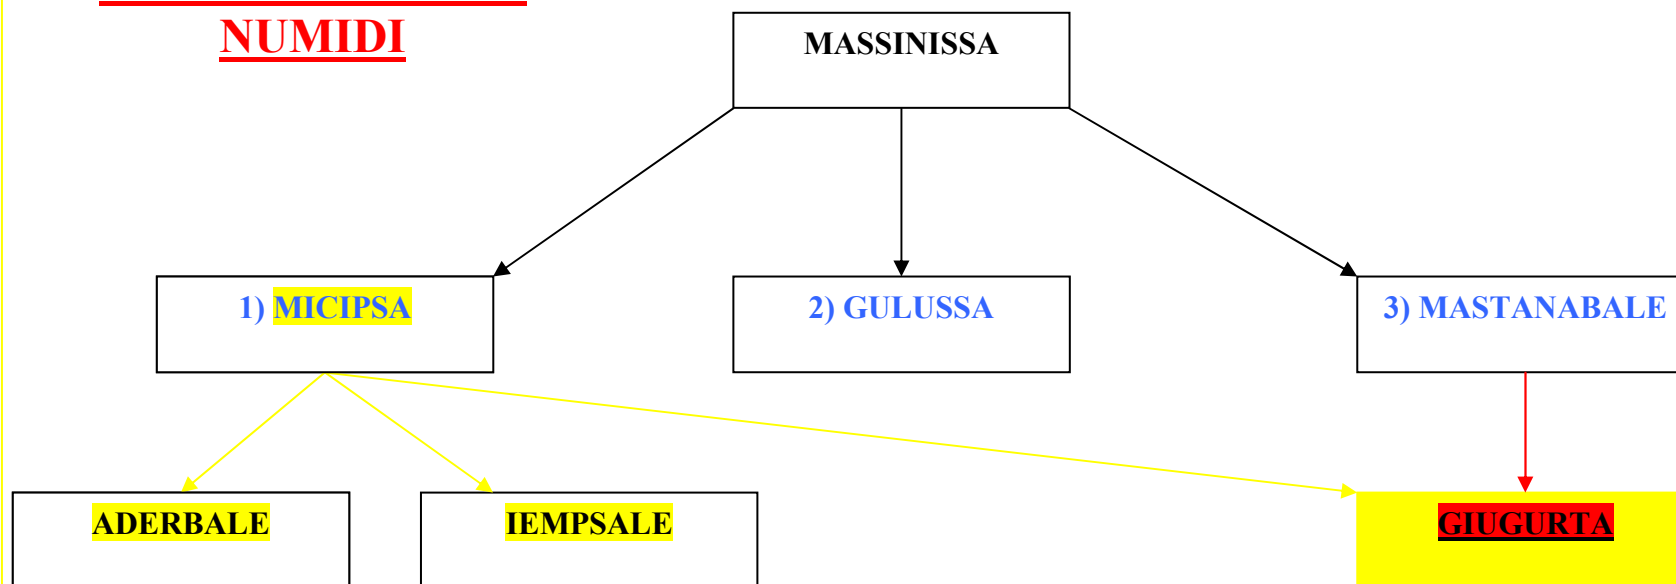 NUMIDI
MASSINISSA
1) MICIPSA
2) GULUSSA
3) MASTANABALE
ADERBALE
IEMPSALE
GIUGURTA